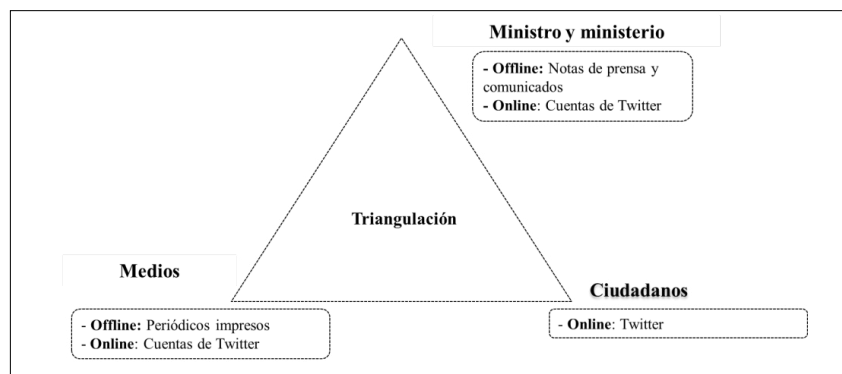 Ministro y ministerio
- Offline: Notas de prensa y
comunicados
- Online: Cuentas de Twitter
Triangulación
Medios
- Offline: Periódicos impresos
- Online: Cuentas de Twitter
Ciudadanos
- Online: Twitter